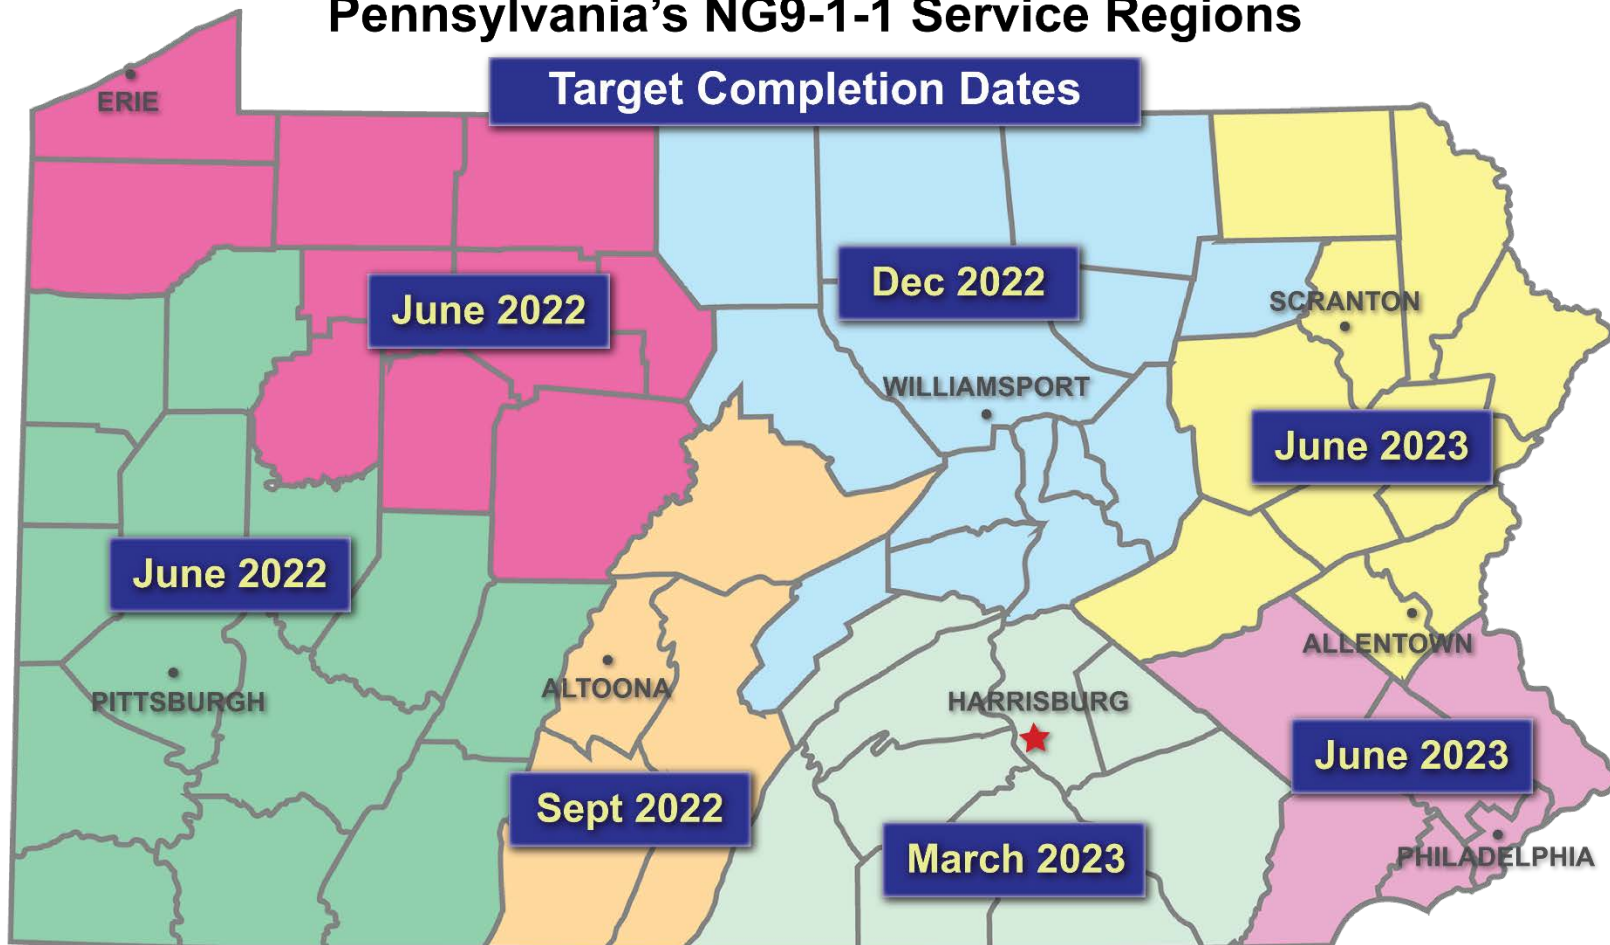 Pennsylvania's NG9-1-1 Service Regions
Target Completion Dates
ERIE
Dec 2022
June 2022
SCRANTON
WILLIAMSPORT
June 2023
June 2022
ALLENTOWN
PITTSBURGH
ALTOONA
HARRISBURG
June 2023
Sept 2022
March 2023
PHILADELPHIA